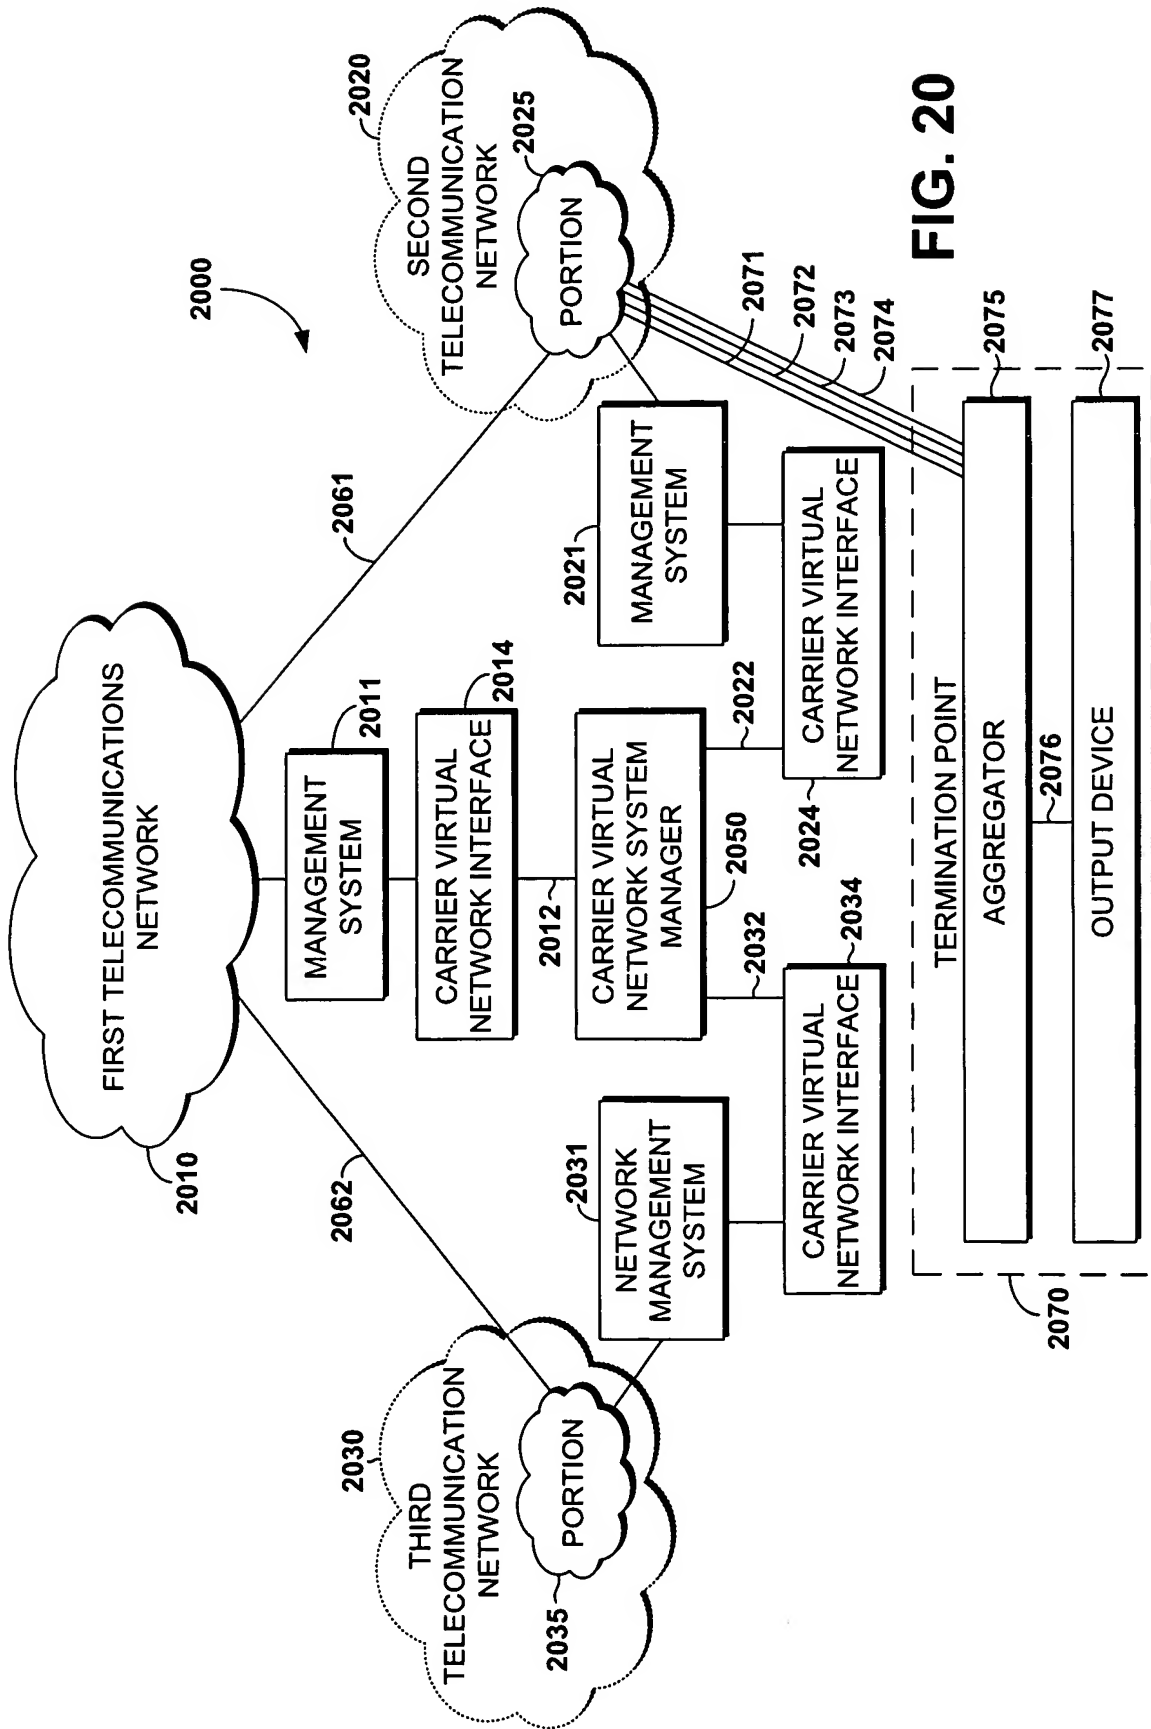 2000
FIRST TELECOMMUNICATIONS
NETWORK
2010
2062
2061
MANAGEMENT
SYSTEM
2011
CARRIER VIRTUAL
NETWORK INTERFACE
2014
2012
CARRIER VIRTUAL
NETWORK SYSTEM
MANAGER
2050
2032
2022
THIRD
TELECOMMUNICATION
NETWORK
2030
PORTION
2035
SECOND
TELECOMMUNICATION
NETWORK
2020
PORTION
2025
NETWORK
MANAGEMENT
SYSTEM
2031
MANAGEMENT
SYSTEM
2021
CARRIER VIRTUAL
NETWORK INTERFACE
2034
CARRIER VIRTUAL
NETWORK INTERFACE
2024
2071
2072
2073
2074
TERMINATION POINT
AGGREGATOR
2075
2076
OUTPUT DEVICE
2077
2070
FIG. 20